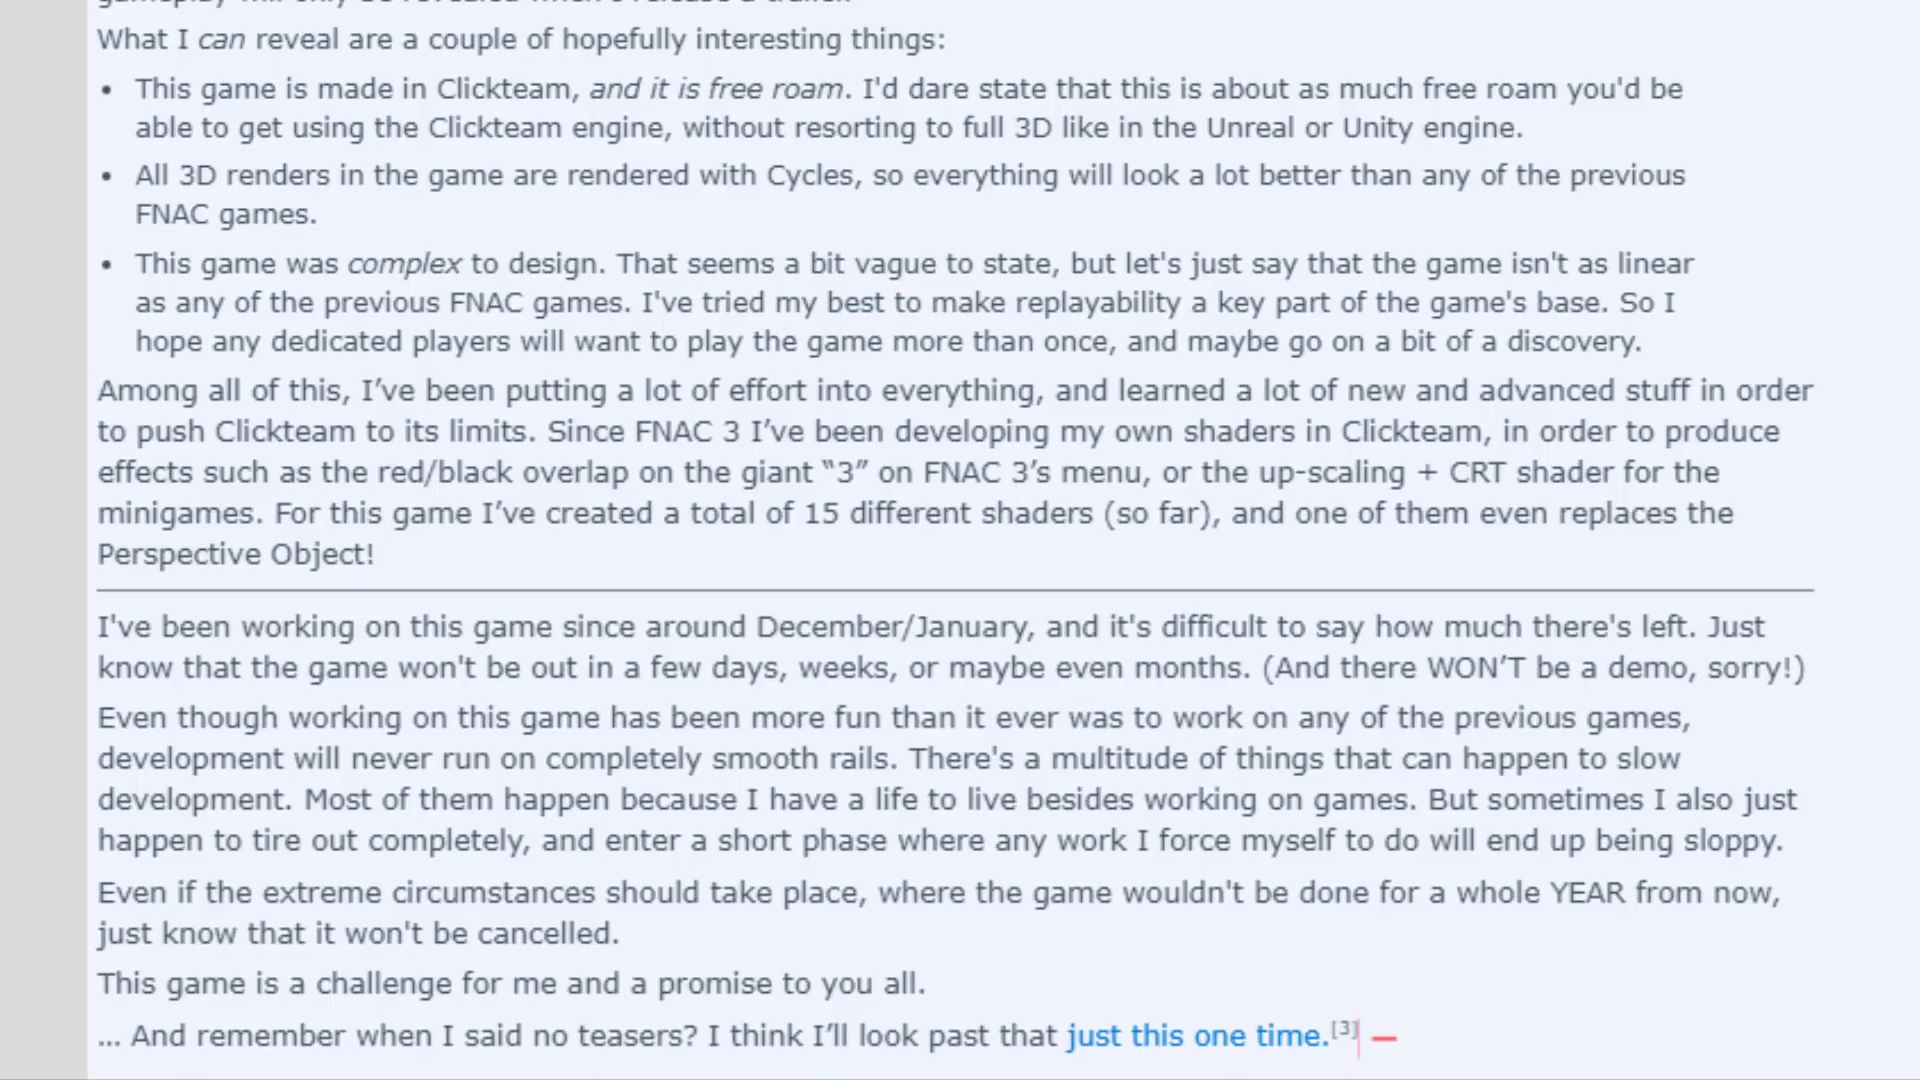 What I can reveal are a couple of hopefully interesting things:
• This game is made in Clickteam, and it is free roam. I'd dare state that this is about as much free roam you'd be
able to get using the Clickteam engine, without resorting to full 3D like in the Unreal or Unity engine.
• All 3D renders in the game are rendered with Cycles, so everything will look a lot better than any of the previous
FNAC games.
• This game was complex to design. That seems a bit vague to state, but let's just say that the game isn't as linear
as any of the previous FNAC games. I've tried my best to make replayability a key part of the game's base. So I
hope any dedicated players will want to play the game more than once, and maybe go on a bit of a discovery.
Among all of this, I’ve been putting a lot of effort into everything, and learned a lot of new and advanced stuff in order
to push Clickteam to its limits. Since FNAC 3 I’ve been developing my own shaders in Clickteam, in order to produce
effects such as the red/black overlap on the giant “3” on FNAC 3’s menu, or the up-scaling + CRT shader for the
minigames. For this game I’ve created a total of 15 different shaders (so far), and one of them even replaces the
Perspective Object!
I've been working on this game since around December/January, and it's difficult to say how much there's left. Just
know that the game won't be out in a few days, weeks, or maybe even months. (And there WON’T be a demo, sorry!)
Even though working on this game has been more fun than it ever was to work on any of the previous games,
development will never run on completely smooth rails. There's a multitude of things that can happen to slow
development. Most of them happen because I have a life to live besides working on games. But sometimes I also just
happen to tire out completely, and enter a short phase where any work I force myself to do will end up being sloppy.
Even if the extreme circumstances should take place, where the game wouldn't be done for a whole YEAR from now,
just know that it won't be cancelled.
This game is a challenge for me and a promise to you all.
... And remember when I said no teasers? I think I’ll look past that just this one time.[3] —